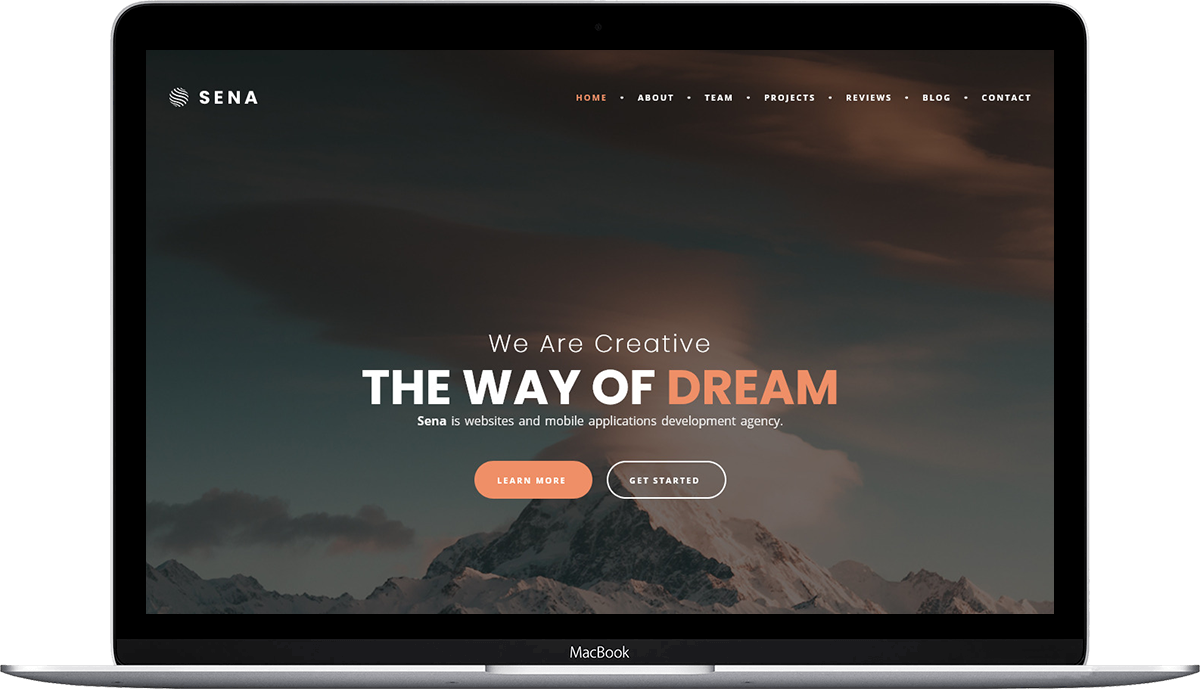 SENA
HOME • ABOUT • TEAM • PROJECTS • REVIEWS • BLOG • CONTACT
We Are Creative
THE WAY OF DREAM
Sena is websites and mobile applications development agency.
LEARN MORE
GET STARTED
MacBook